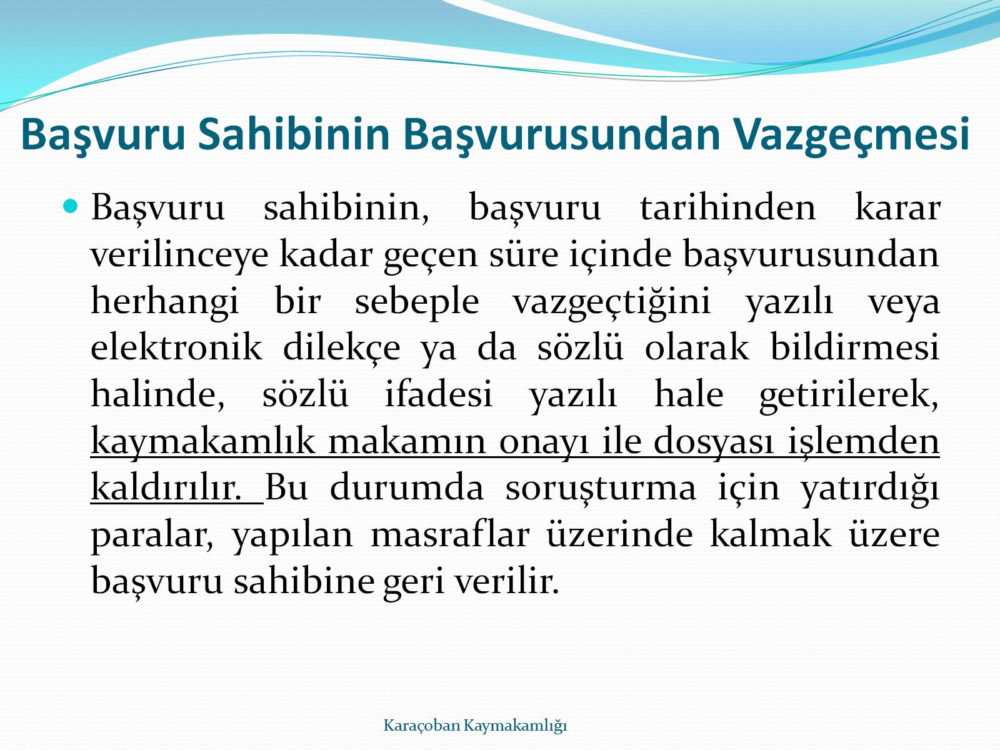 Başvuru Sahibinin Başvurusundan Vazgeçmesi
Başvuru sahibinin, başvuru tarihinden karar
verilinceye kadar geçen süre içinde başvurusundan
herhangi bir sebeple vazgeçtiğini yazılı veya
elektronik dilekçe ya da sözlü olarak bildirmesi
halinde, sözlü ifadesi yazılı hale getirilerek,
kaymakamlık makamın onayı ile dosyası işlemden
kaldırılır. Bu durumda soruşturma için yatırdığı
paralar, yapılan masraflar üzerinde kalmak üzere
başvuru sahibine geri verilir.
Karaçoban Kaymakamlığı